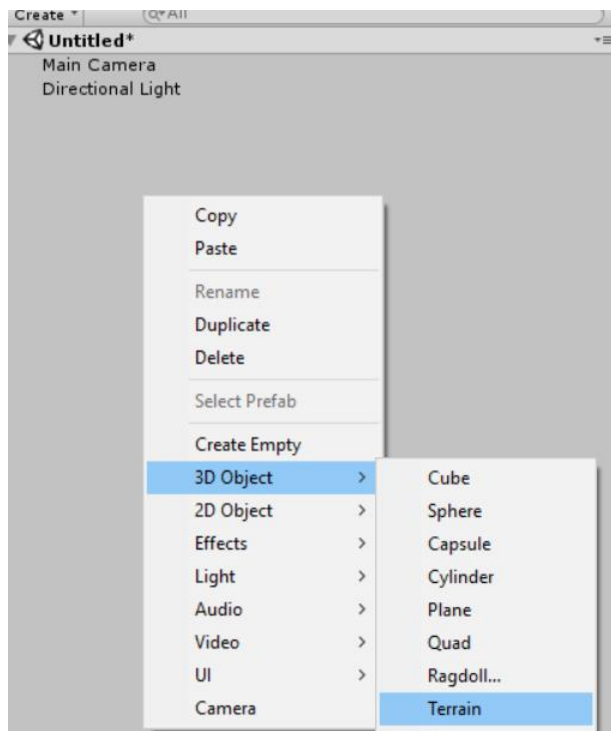 Create
All
Untitled*
Main Camera
Directional Light
Copy
Paste
Rename
Duplicate
Delete
Select Prefab
Create Empty
3D Object
2D Object
Effects
Light
Audio
Video
UI
Camera
Cube
Sphere
Capsule
Cylinder
Plane
Quad
Ragdoll...
Terrain